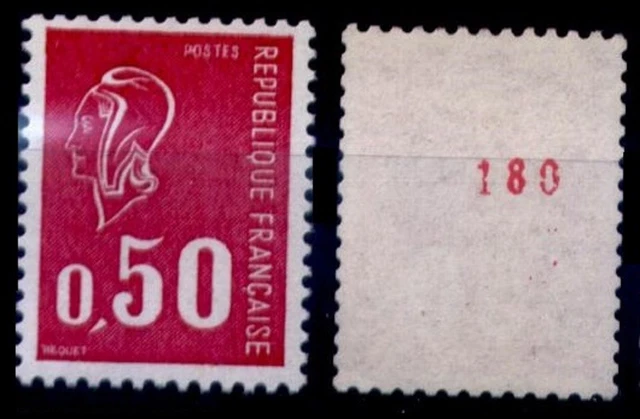 POSTES
REPUBLIQUE FRANÇAISE
0,50
BEQUET
180